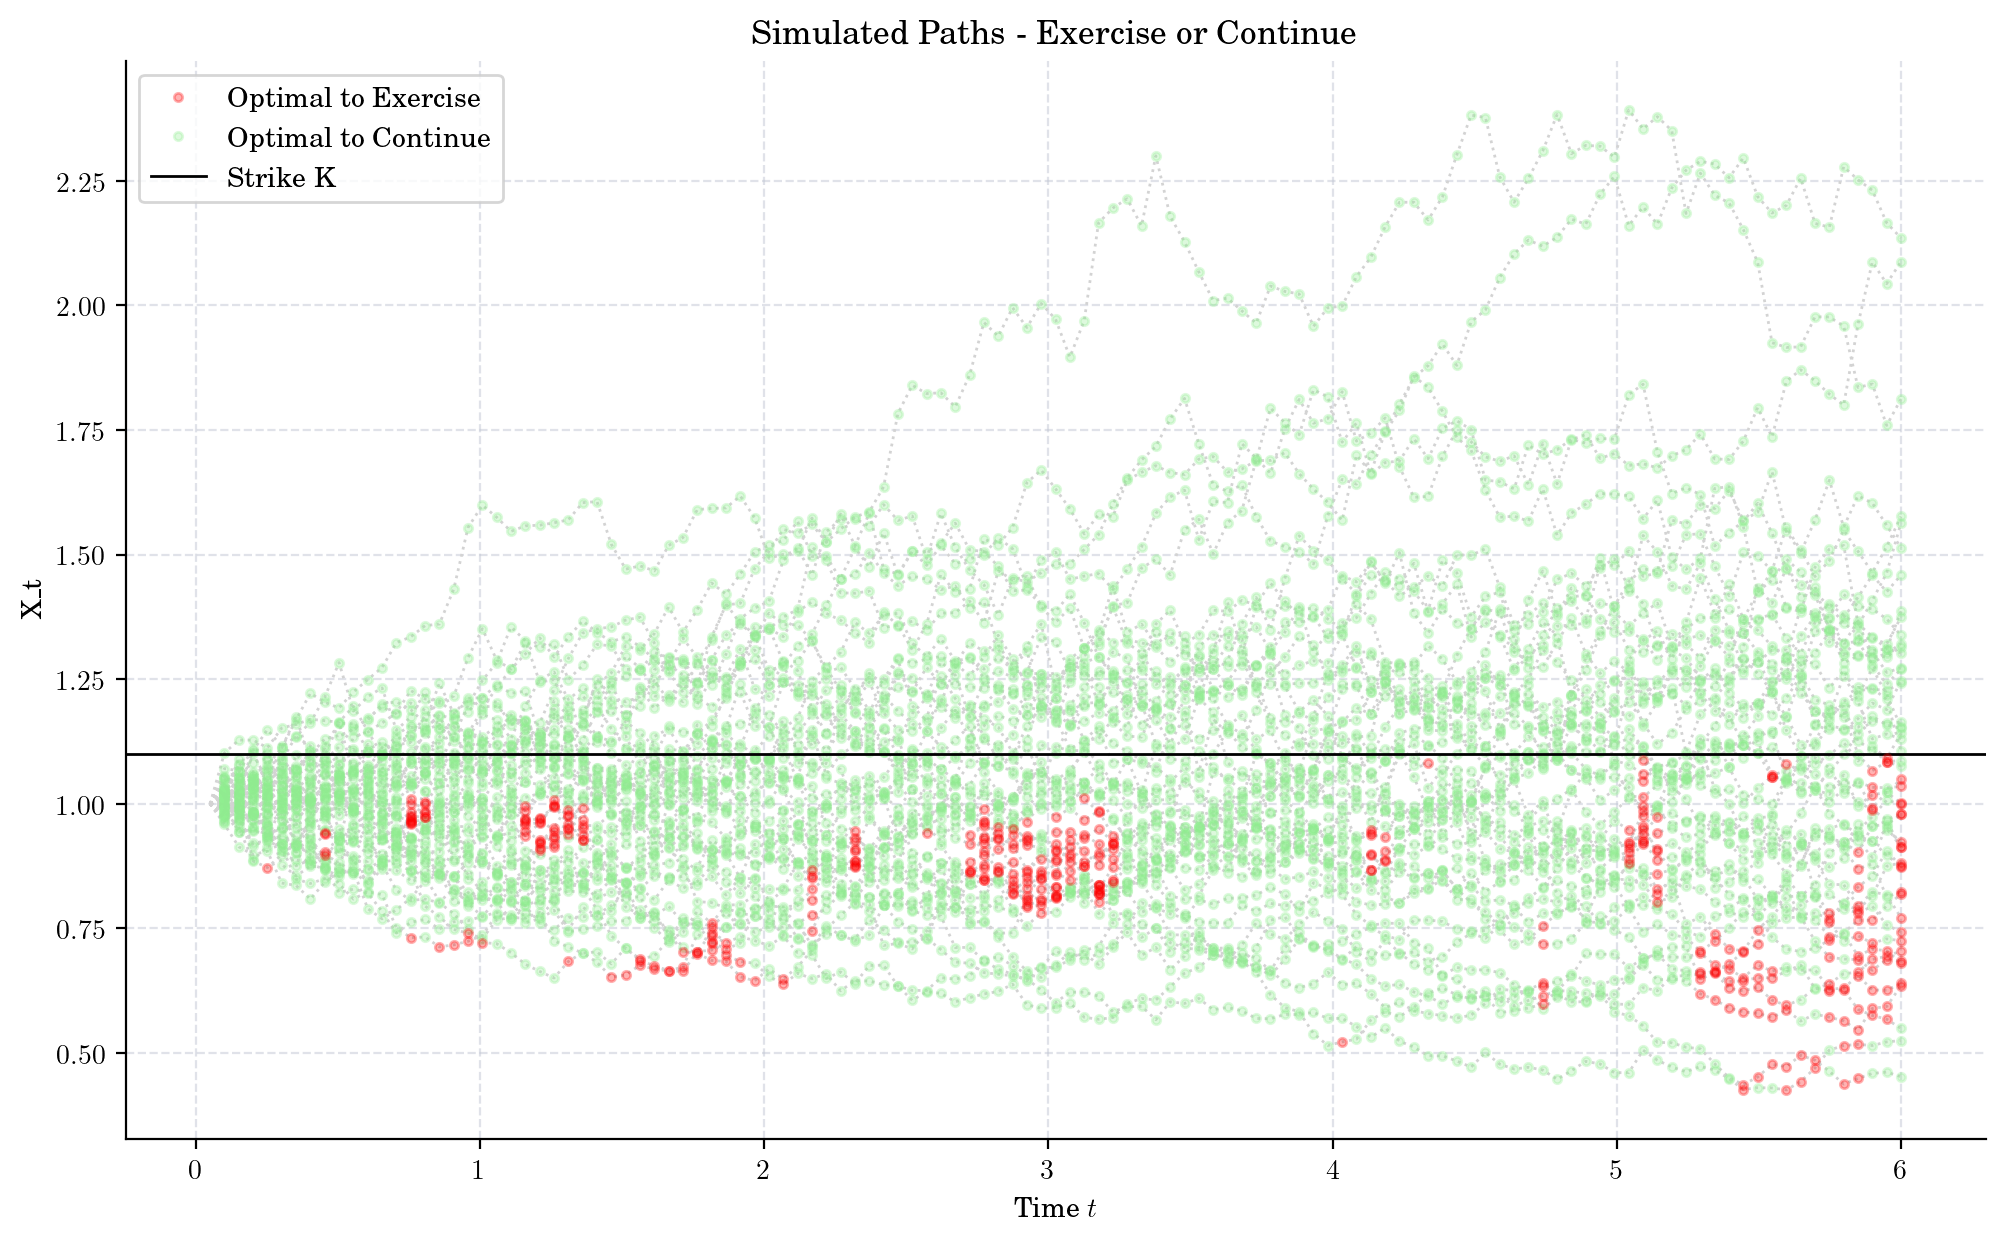 Simulated Paths - Exercise or Continue
Optimal to Exercise
Optimal to Continue
Strike K
2.25
2.00
1.75
1.50
1.25
1.00
0.75
0.50
X_t
0 1 2 3 4 5 6
Time t